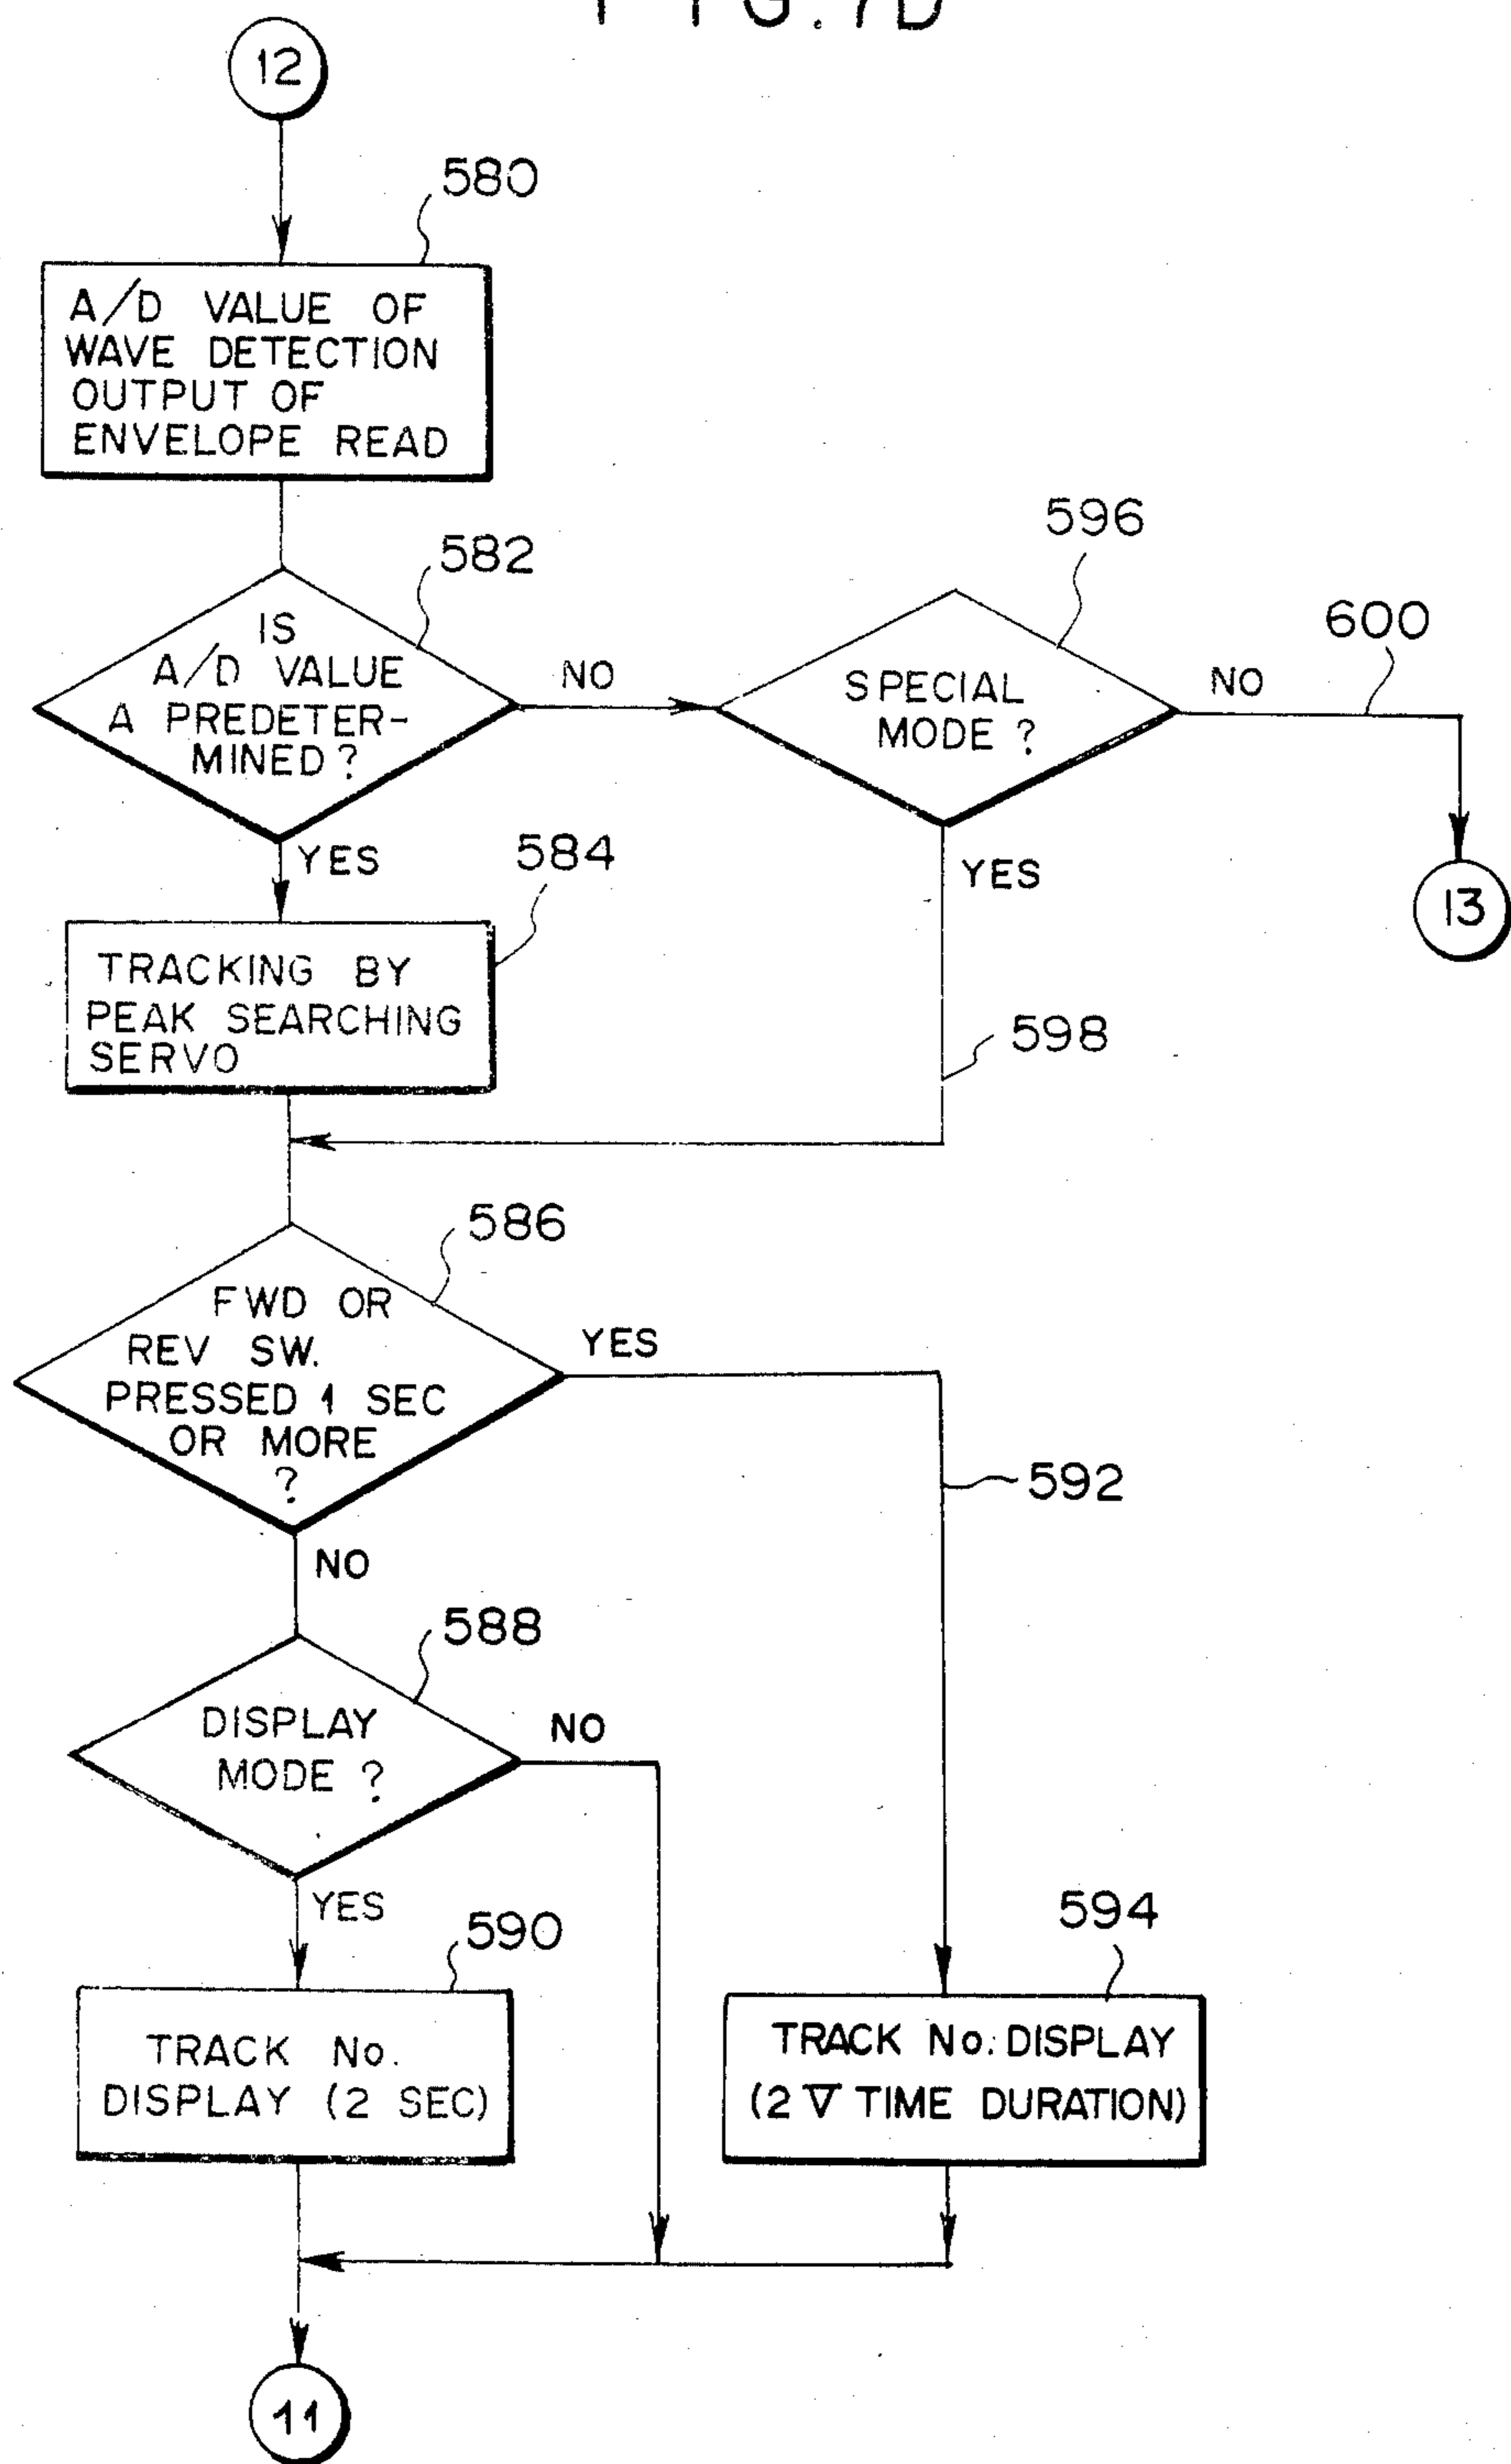 FIG. 7D
12
580
A/D VALUE OF
WAVE DETECTION
OUTPUT OF
ENVELOPE READ
582
IS
A/D VALUE
A PREDETER-
MINED?
NO
YES
596
SPECIAL
MODE ?
NO
YES
600
13
584
TRACKING BY
PEAK SEARCHING
SERVO
598
586
FWD OR
REV SW.
PRESSED 1 SEC
OR MORE
?
YES
NO
592
588
DISPLAY
MODE ?
NO
YES
590
TRACK No.
DISPLAY (2 SEC)
594
TRACK No. DISPLAY
(2 V TIME DURATION)
11